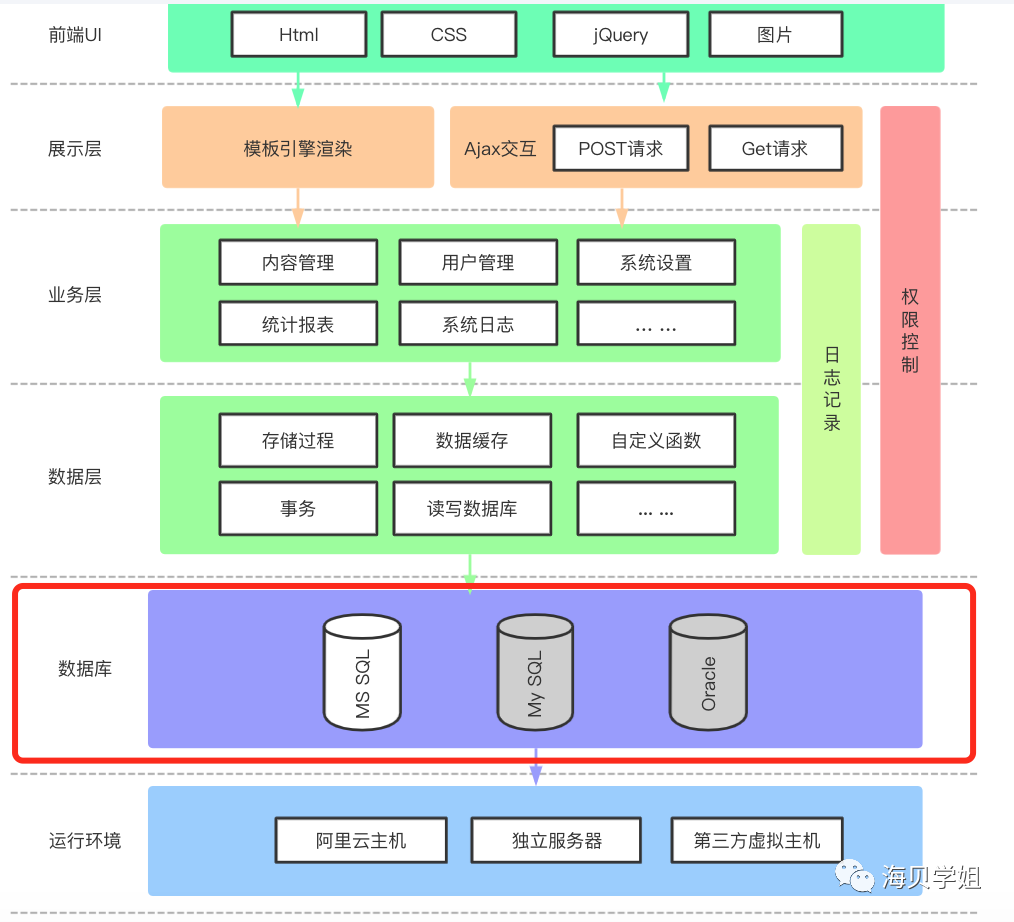 前端UI
Html
CSS
jQuery
图片
展示层
模板引擎渲染
Ajax交互
POST请求
Get请求
业务层
内容管理
用户管理
系统设置
统计报表
系统日志
... ...
数据层
存储过程
数据缓存
自定义函数
事务
读写数据库
... ...
日志记录
权限控制
数据库
MS SQL
My SQL
Oracle
运行环境
阿里云主机
独立服务器
第三方虚拟主机
海贝学姐